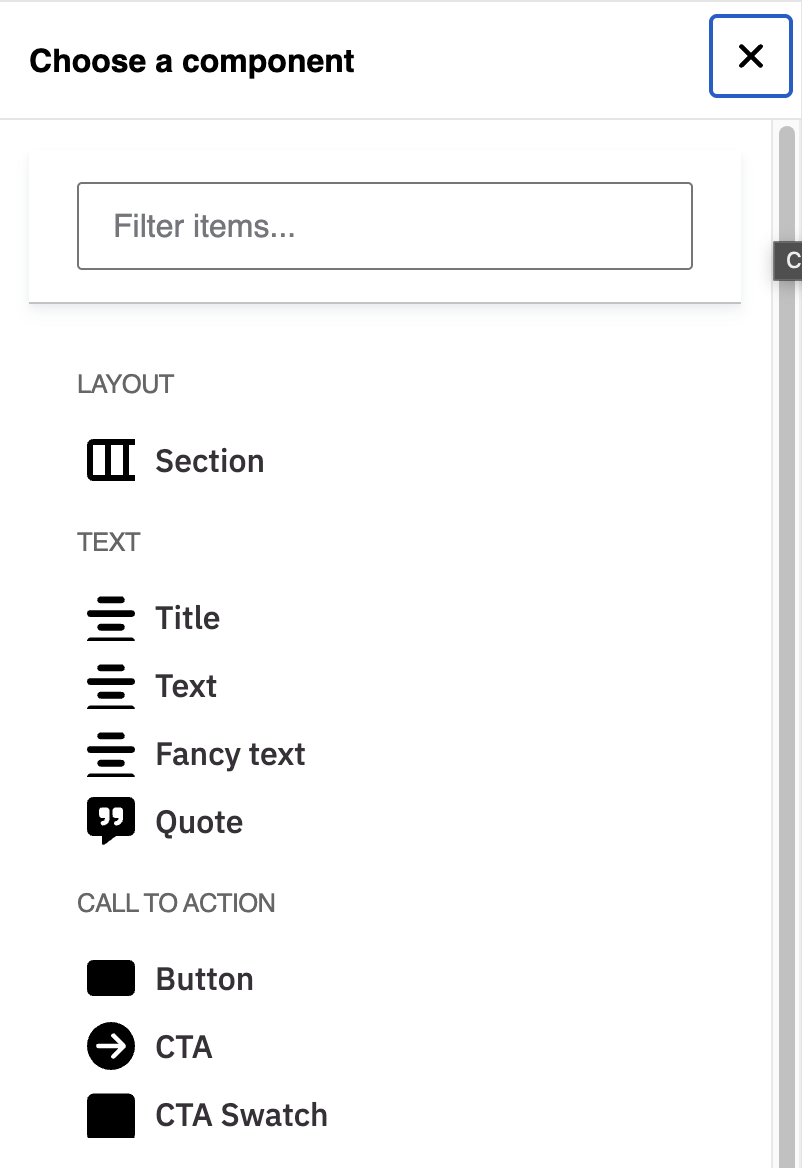 Choose a component
Filter items...
C
LAYOUT
Section
TEXT
Title
Text
Fancy text
Quote
CALL TO ACTION
Button
CTA
CTA Swatch